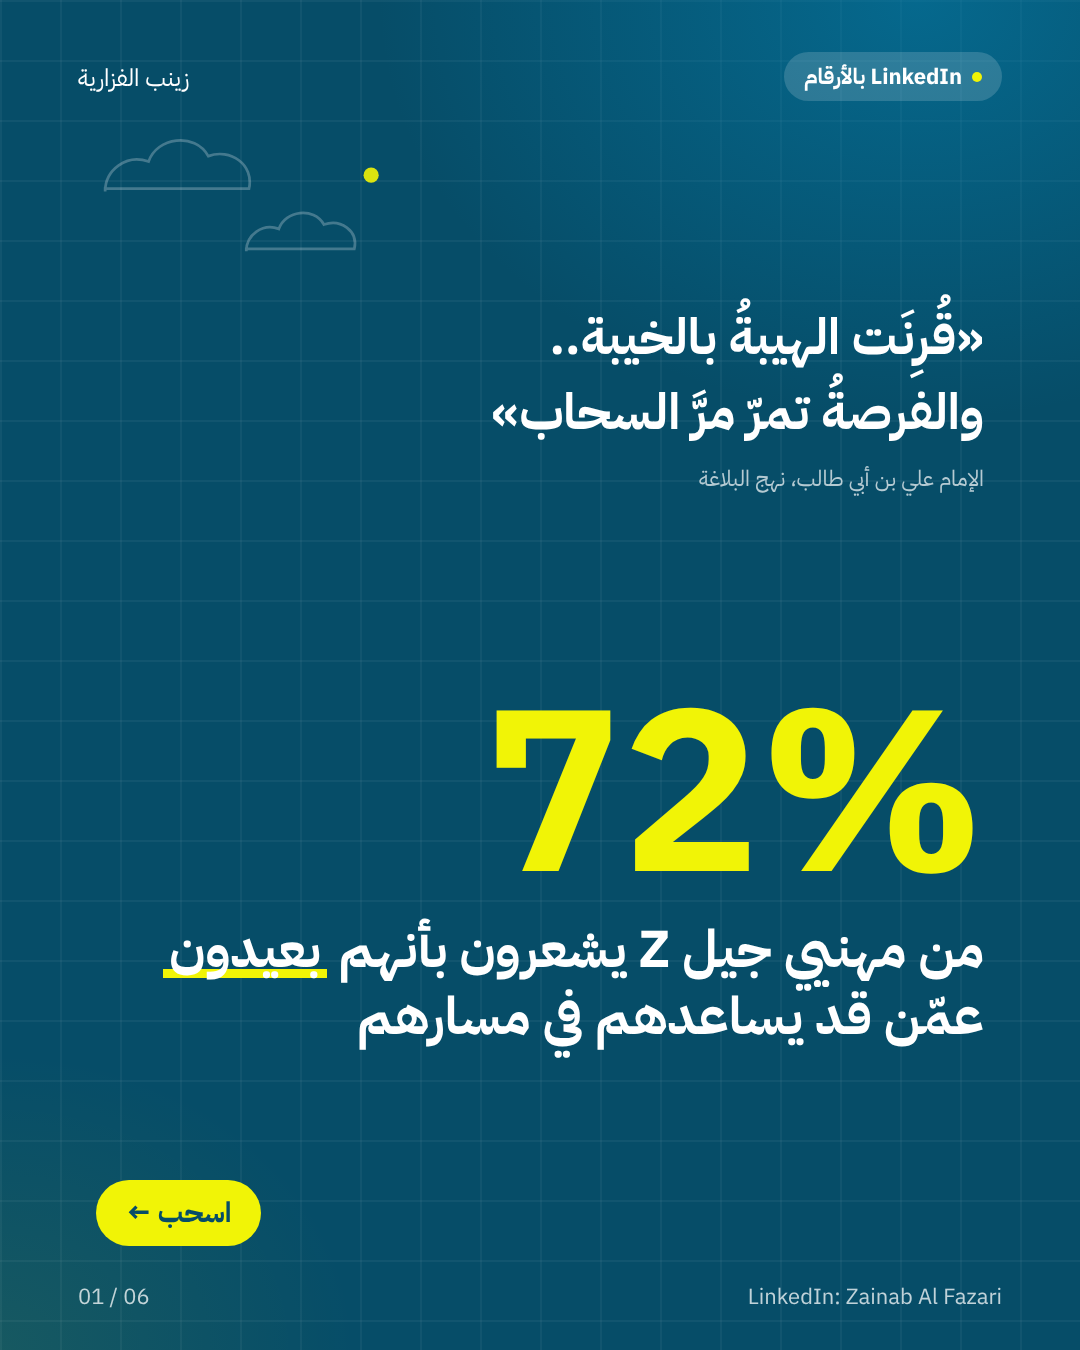 LinkedIn بالأرقام
زينب الفزارية
«قُرِنَت الهيبةُ بالخيبة..
والفرصةُ تمرّ مرَّ السحاب»
الإمام علي بن أبي طالب، نهج البلاغة
72%
من مهنيي جيل Z يشعرون بأنهم بعيدون
عمّن قد يساعدهم في مسارهم
اسحب ←
LinkedIn: Zainab Al Fazari
01 / 06